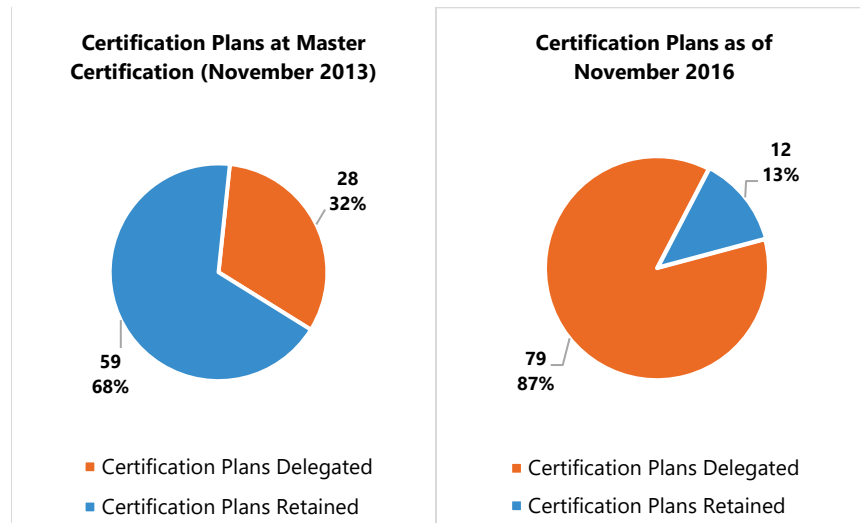 Certification Plans at Master
Certification (November 2013)
28
32%
59
68%
Certification Plans Delegated
Certification Plans Retained
Certification Plans as of
November 2016
12
13%
79
87%
Certification Plans Delegated
Certification Plans Retained